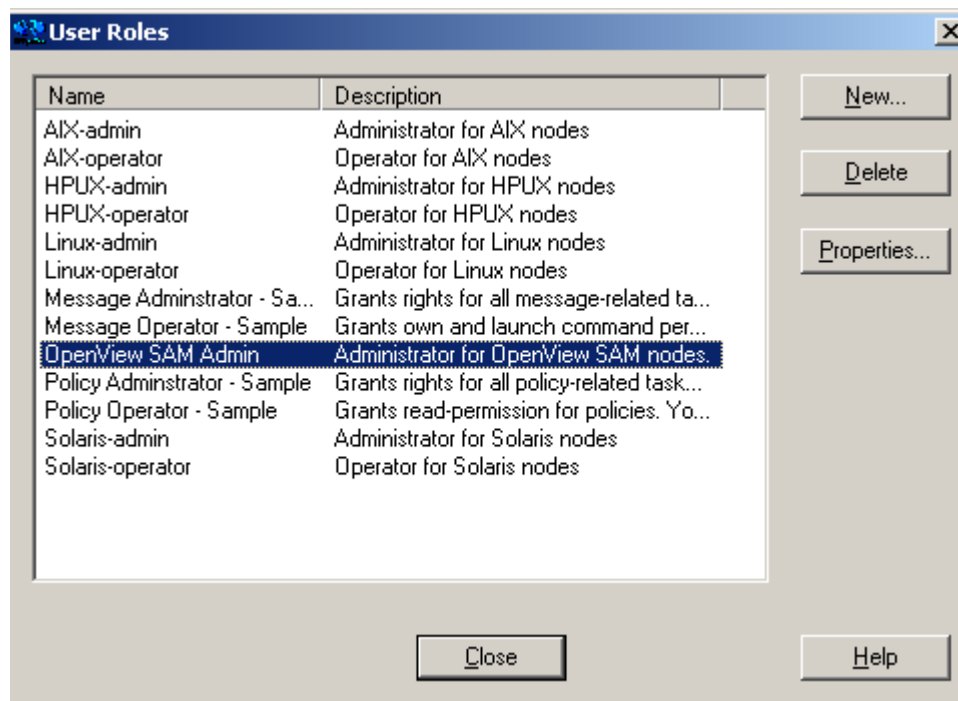 User Roles
Name Description
AIX-admin Administrator for AIX nodes
AIX-operator Operator for AIX nodes
HPUX-admin Administrator for HPUX nodes
HPUX-operator Operator for HPUX nodes
Linux-admin Administrator for Linux nodes
Linux-operator Operator for Linux nodes
Message Adminstrator - Sa... Grants rights for all message-related ta...
Message Operator - Sample Grants own and launch command per...
OpenView SAM Admin Administrator for OpenView SAM nodes.
Policy Adminstrator - Sample Grants rights for all policy-related task...
Policy Operator - Sample Grants read-permission for policies. Yo...
Solaris-admin Administrator for Solaris nodes
Solaris-operator Operator for Solaris nodes
New...
Delete
Properties...
Close
Help